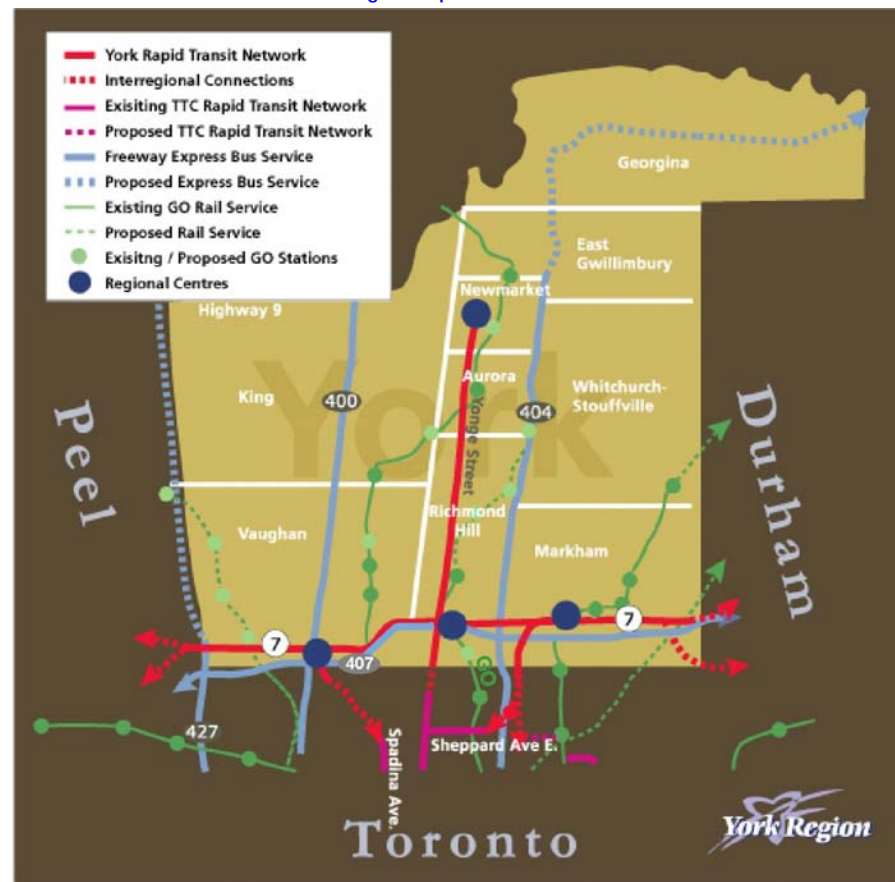 York Rapid Transit Network
Interregional Connections
Exisiting TTC Rapid Transit Network
Proposed TTC Rapid Transit Network
Freeway Express Bus Service
Proposed Express Bus Service
Existing GO Rail Service
Proposed Rail Service
Exisitng / Proposed GO Stations
Regional Centres
Georgina
East
Gwillimbury
Newmarket
Highway 9
Aurora
King
400
404
Whitchurch-
Stouffville
York
Yonge Street
Peel
Durham
Richmond
Hill
Vaughan
Markham
7
7
407
GO
427
Spadina Ave.
Sheppard Ave E.
Toronto
York Region